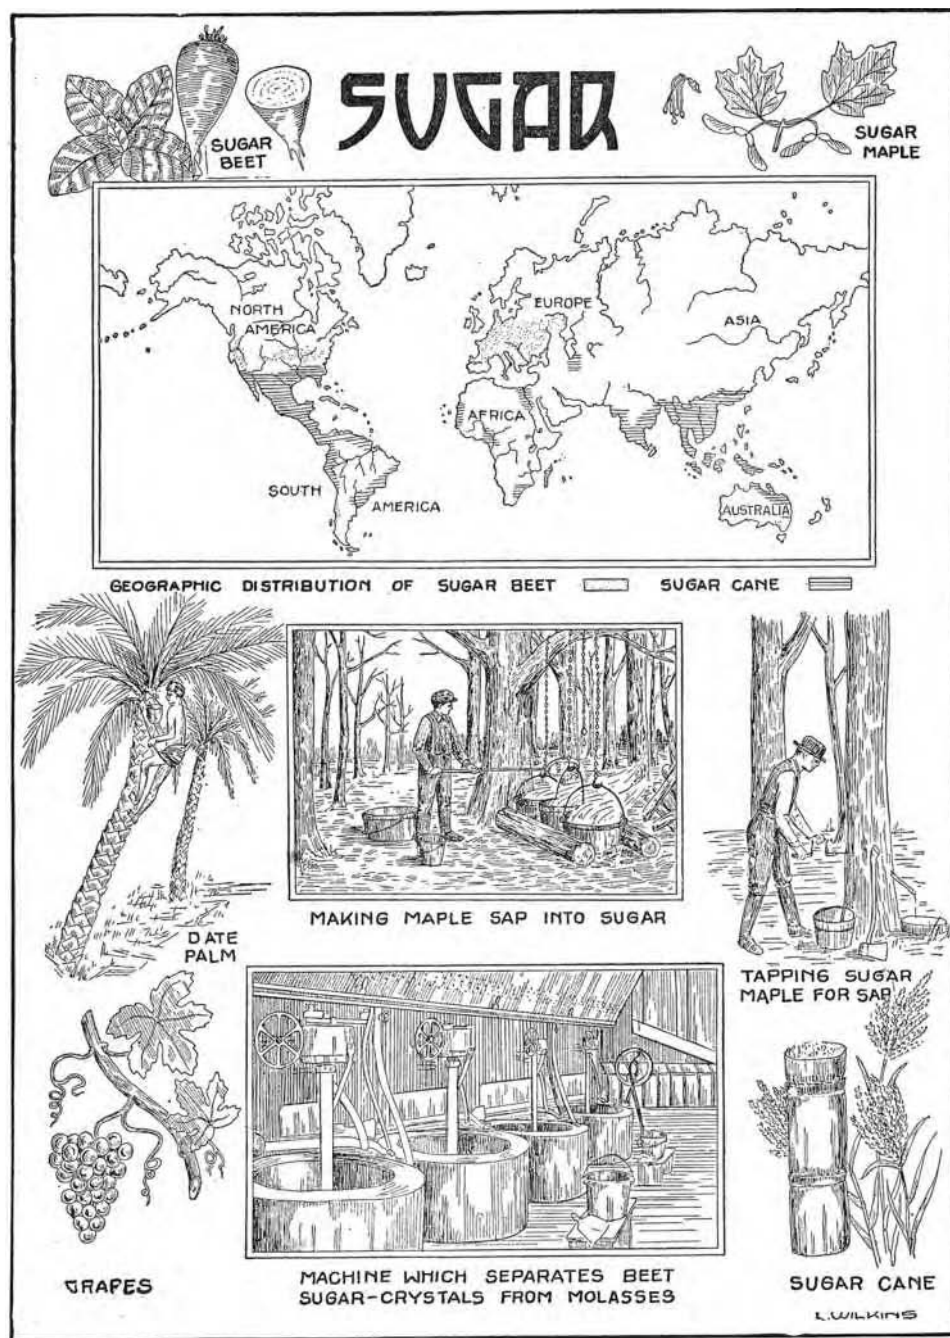 SUGAR
SUGAR
BEET
SUGAR
MAPLE
NORTH
AMERICA
EUROPE
ASIA
AFRICA
SOUTH
AMERICA
AUSTRALIA
GEOGRAPHIC DISTRIBUTION OF SUGAR BEET SUGAR CANE
DATE
PALM
MAKING MAPLE SAP INTO SUGAR
TAPPING SUGAR
MAPLE FOR SAP
GRAPES
MACHINE WHICH SEPARATES BEET
SUGAR-CRYSTALS FROM MOLASSES
SUGAR CANE
L.WILKINS